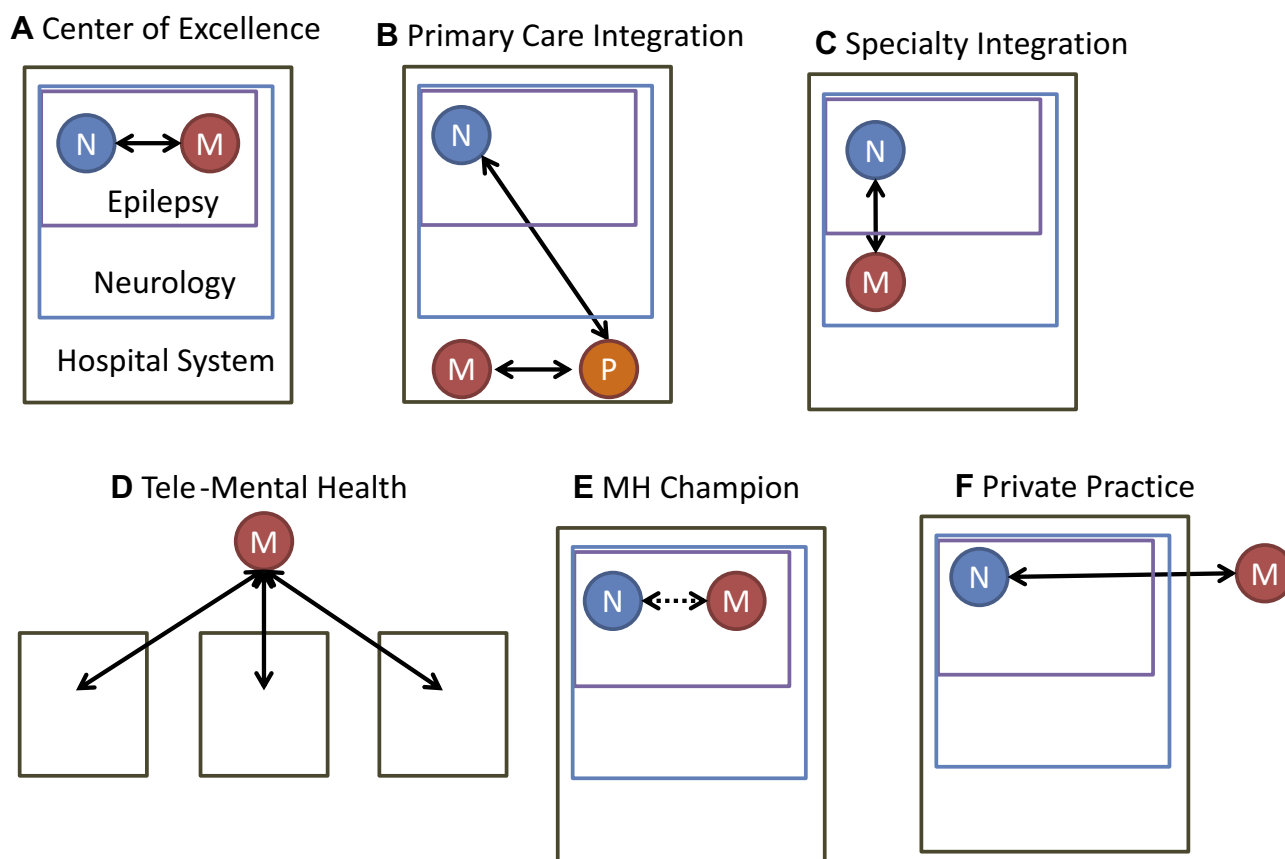 A Center of Excellence
B Primary Care Integration
C Specialty Integration
N
M
Epilepsy
Neurology
Hospital System
N
M
P
N
M
D Tele-Mental Health
E MH Champion
F Private Practice
M
N
M
N
M